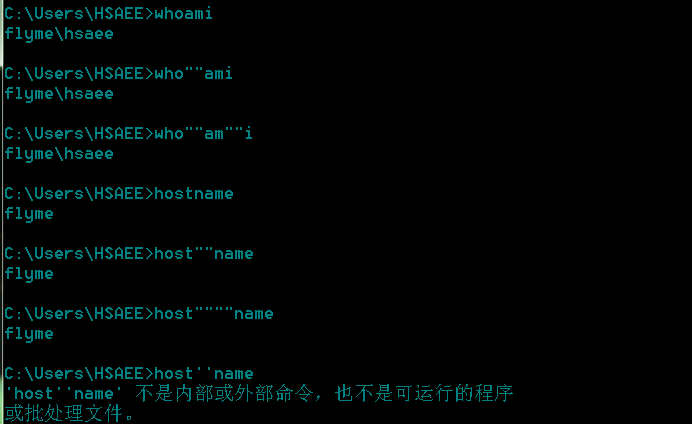 C:\Users\HSAEE>whoami
flyme\hsaee
C:\Users\HSAEE>who""ami
flyme\hsaee
C:\Users\HSAEE>who""am""i
flyme\hsaee
C:\Users\HSAEE>hostname
flyme
C:\Users\HSAEE>host""name
flyme
C:\Users\HSAEE>host""""name
flyme
C:\Users\HSAEE>host''name
'host''name' 不是内部或外部命令，也不是可运行的程序
或批处理文件。